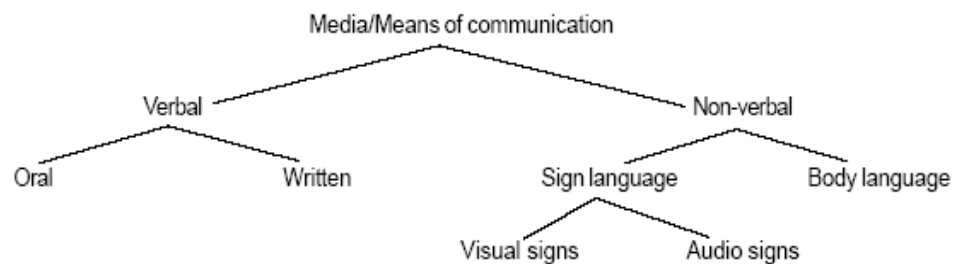 Media/Means of communication
Verbal Non-verbal
Oral Written Sign language Body language
Visual signs Audio signs